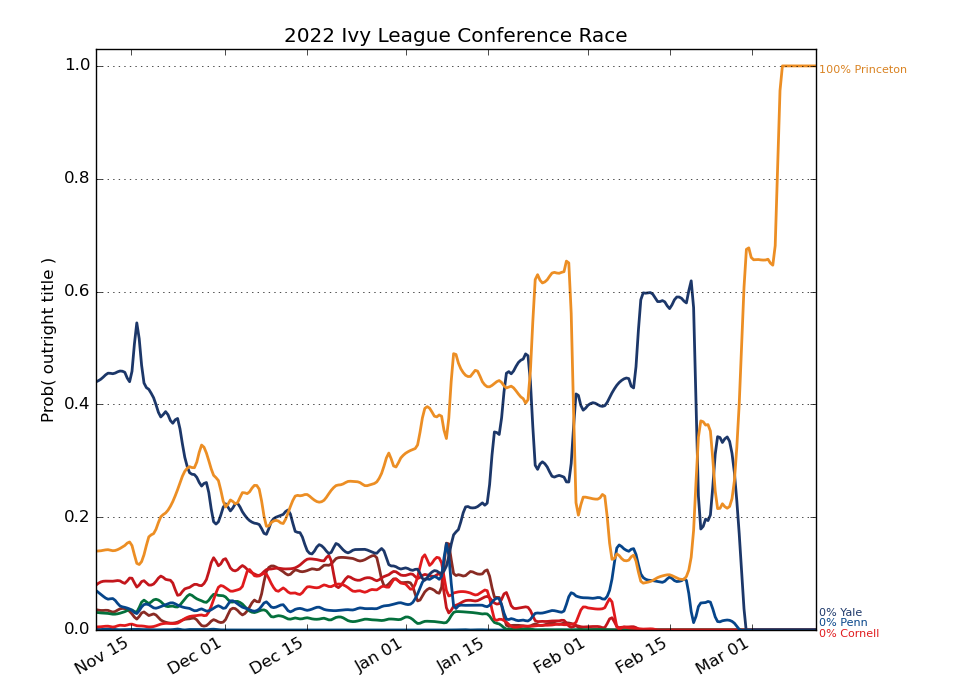 2022 Ivy League Conference Race
Prob( outright title )
1.0
0.8
0.6
0.4
0.2
0.0
Nov 15
Dec 01
Dec 15
Jan 01
Jan 15
Feb 01
Feb 15
Mar 01
100% Princeton
0% Yale
0% Penn
0% Cornell